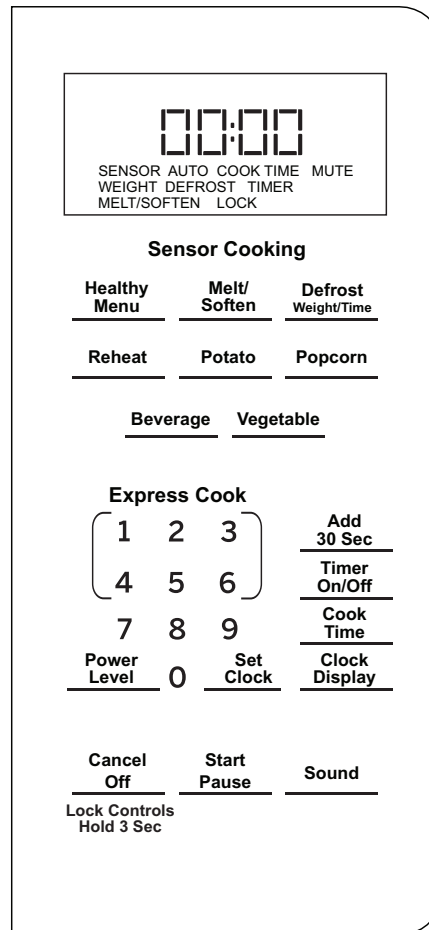 00:00
SENSOR AUTO COOK TIME MUTE
WEIGHT DEFROST TIMER
MELT/SOFTEN LOCK
Sensor Cooking
Healthy
Menu
Melt/
Soften
Defrost
Weight/Time
Reheat
Potato
Popcorn
Beverage
Vegetable
Express Cook
1 2 3
Add
30 Sec
4 5 6
Timer
On/Off
7 8 9
Cook
Time
Power
Level
0
Set
Clock
Clock
Display
Cancel
Off
Start
Pause
Sound
Lock Controls
Hold 3 Sec